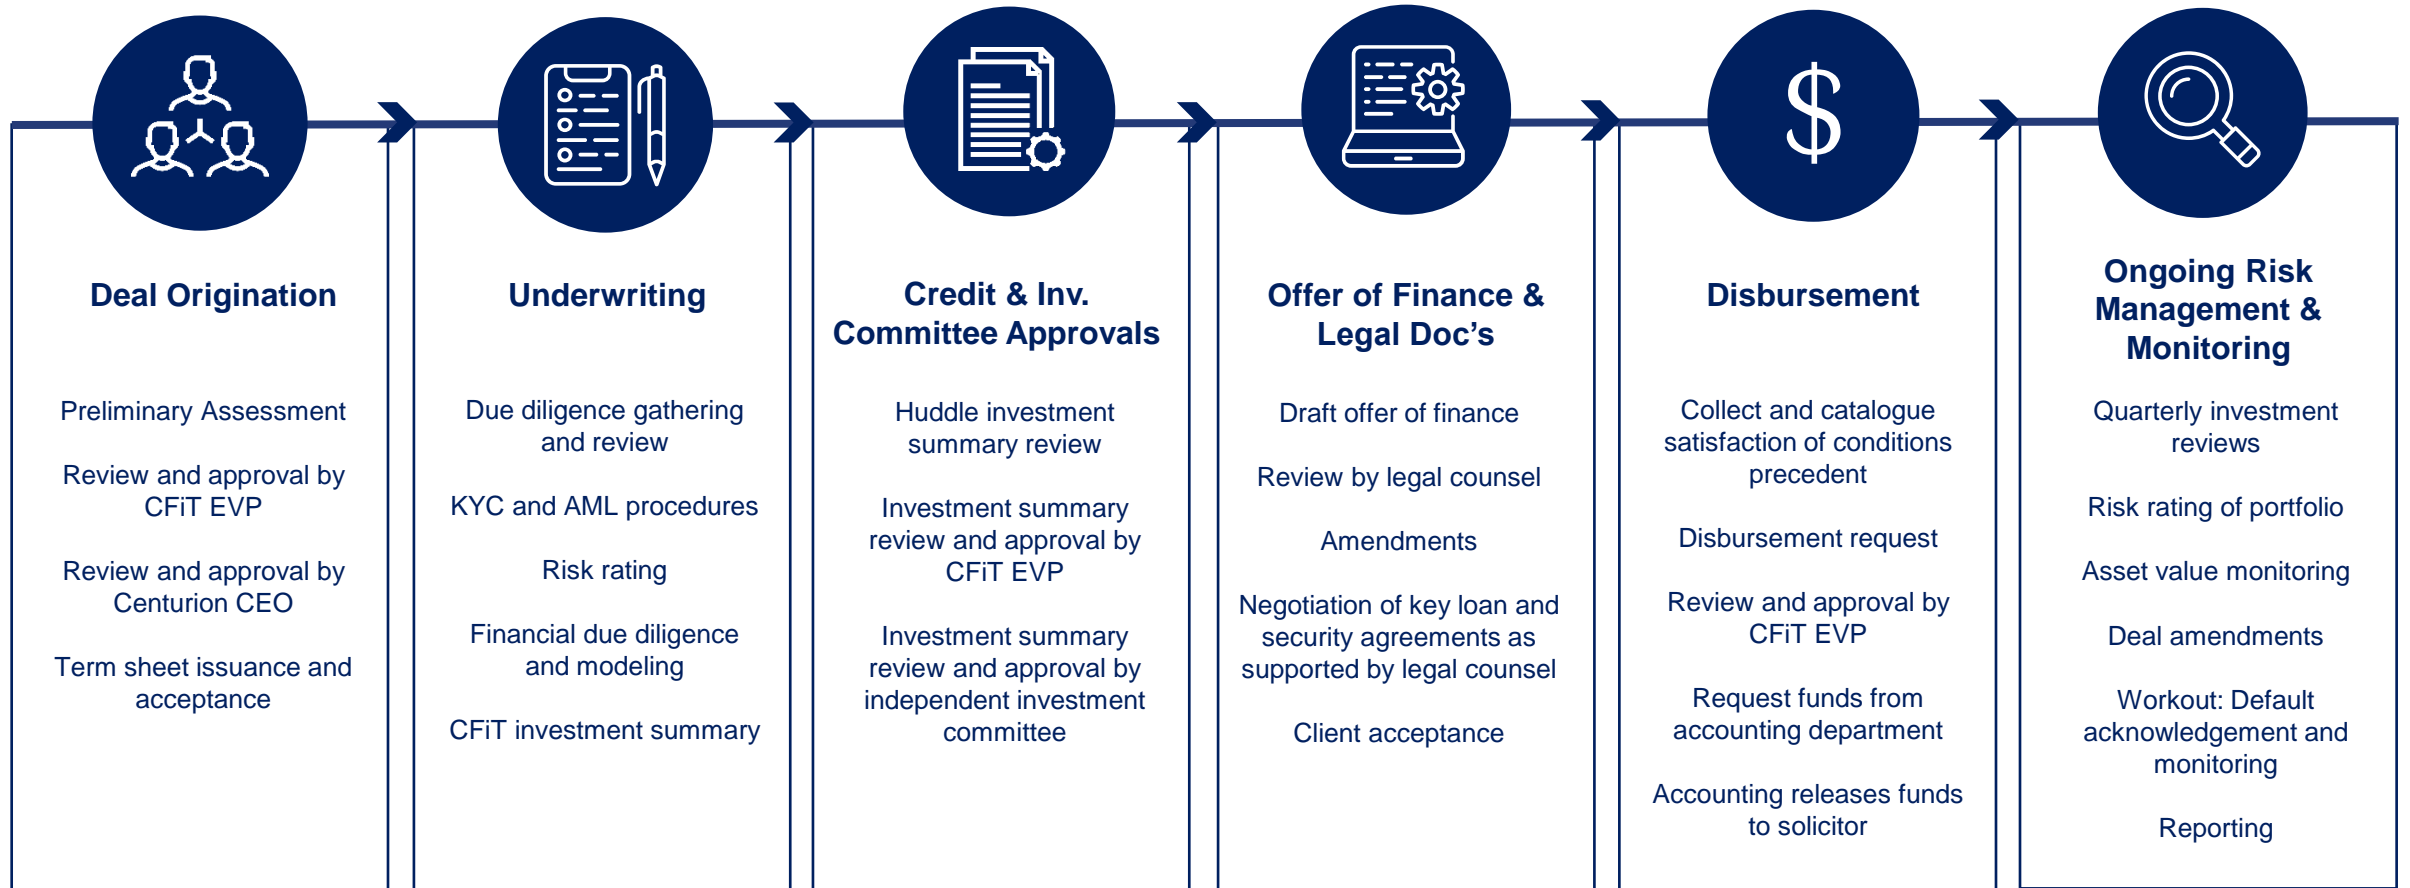 $
Deal Origination
Preliminary Assessment
Review and approval by
CFiT EVP
Review and approval by
Centurion CEO
Term sheet issuance and
acceptance
Underwriting
Due diligence gathering
and review
KYC and AML procedures
Risk rating
Financial due diligence
and modeling
CFiT investment summary
Credit & Inv.
Committee Approvals
Huddle investment
summary review
Investment summary
review and approval by
CFiT EVP
Investment summary
review and approval by
independent investment
committee
Offer of Finance &
Legal Doc’s
Draft offer of finance
Review by legal counsel
Amendments
Negotiation of key loan and
security agreements as
supported by legal counsel
Client acceptance
Disbursement
Collect and catalogue
satisfaction of conditions
precedent
Disbursement request
Review and approval by
CFiT EVP
Request funds from
accounting department
Accounting releases funds
to solicitor
Ongoing Risk
Management &
Monitoring
Quarterly investment
reviews
Risk rating of portfolio
Asset value monitoring
Deal amendments
Workout: Default
acknowledgement and
monitoring
Reporting